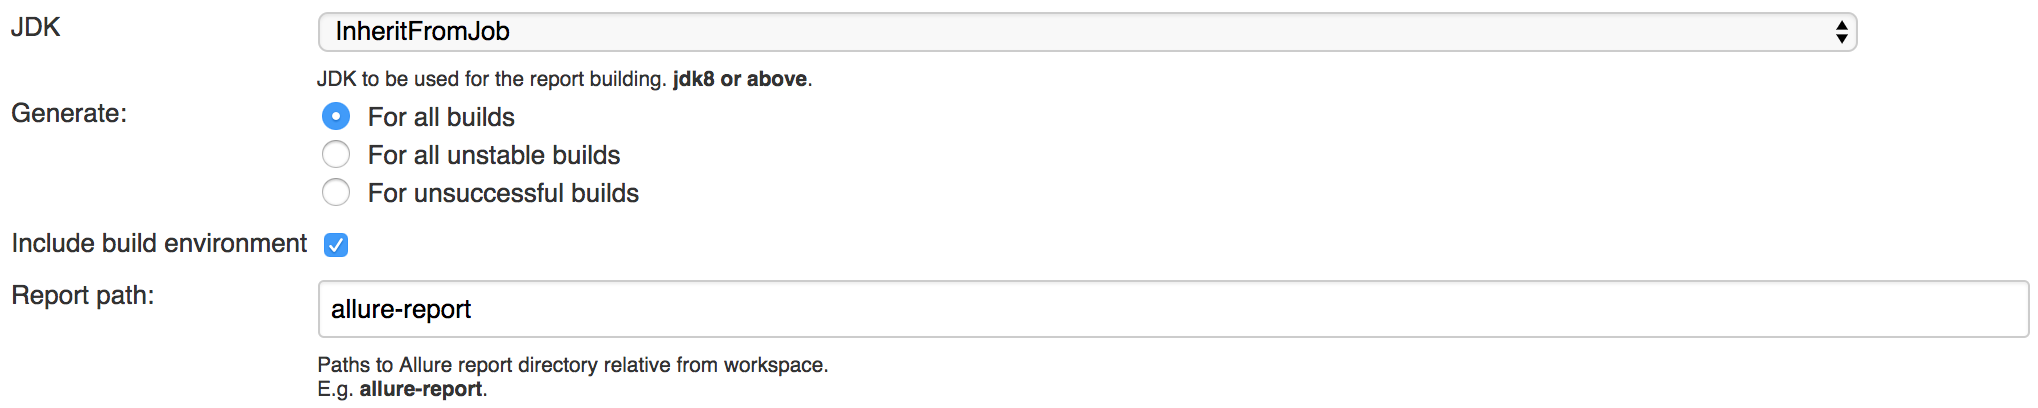 JDK
InheritFromJob
JDK to be used for the report building. jdk8 or above.
Generate:
For all builds
For all unstable builds
For unsuccessful builds
Include build environment
Report path:
allure-report
Paths to Allure report directory relative from workspace.
E.g. allure-report.